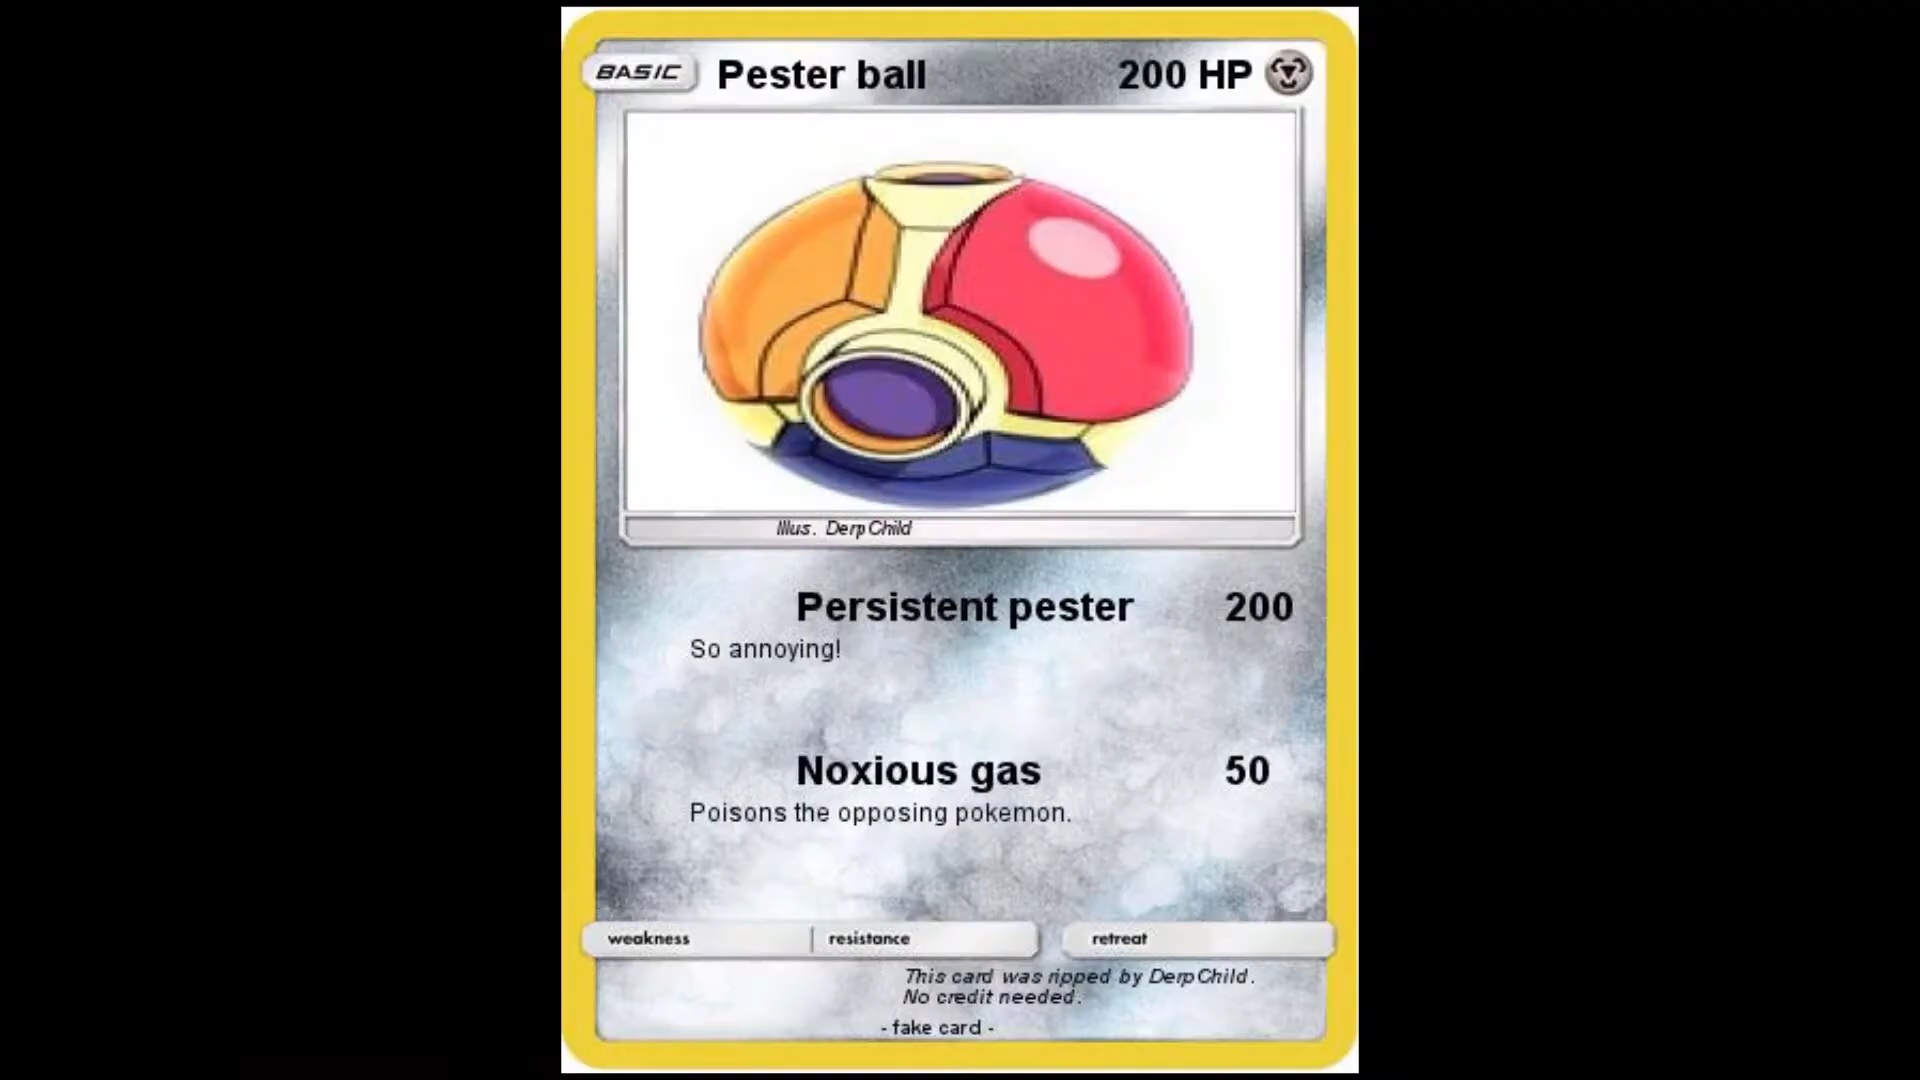 BASIC Pester ball 200 HP
Illus. DerpChild
Persistent pester 200
So annoying!
Noxious gas 50
Poisons the opposing pokemon.
weakness resistance retreat
This card was ripped by DerpChild.
No credit needed.
- fake card -